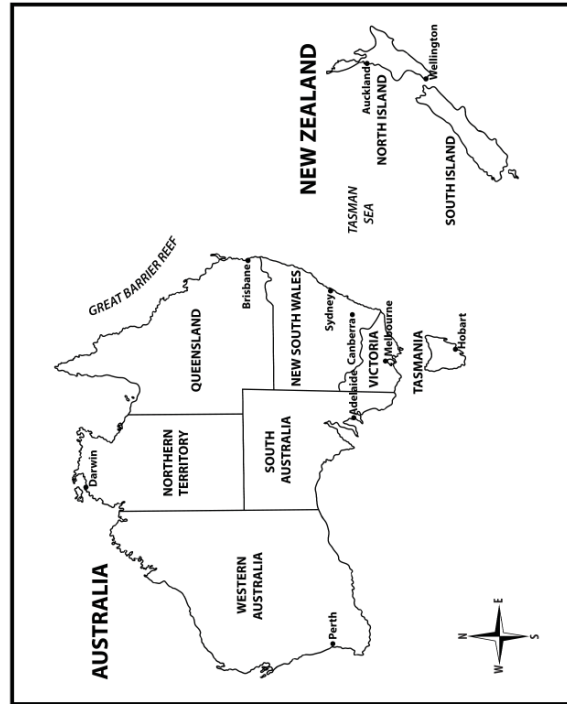 AUSTRALIA
Darwin
GREAT BARRIER REEF
NORTHERN
TERRITORY
QUEENSLAND
WESTERN
AUSTRALIA
SOUTH
AUSTRALIA
Brisbane
NEW SOUTH WALES
Perth
Adelaide
Sydney
Canberra
VICTORIA
Melbourne
TASMANIA
Hobart
NEW ZEALAND
TASMAN
SEA
Auckland
NORTH ISLAND
Wellington
SOUTH ISLAND
N
W
E
S